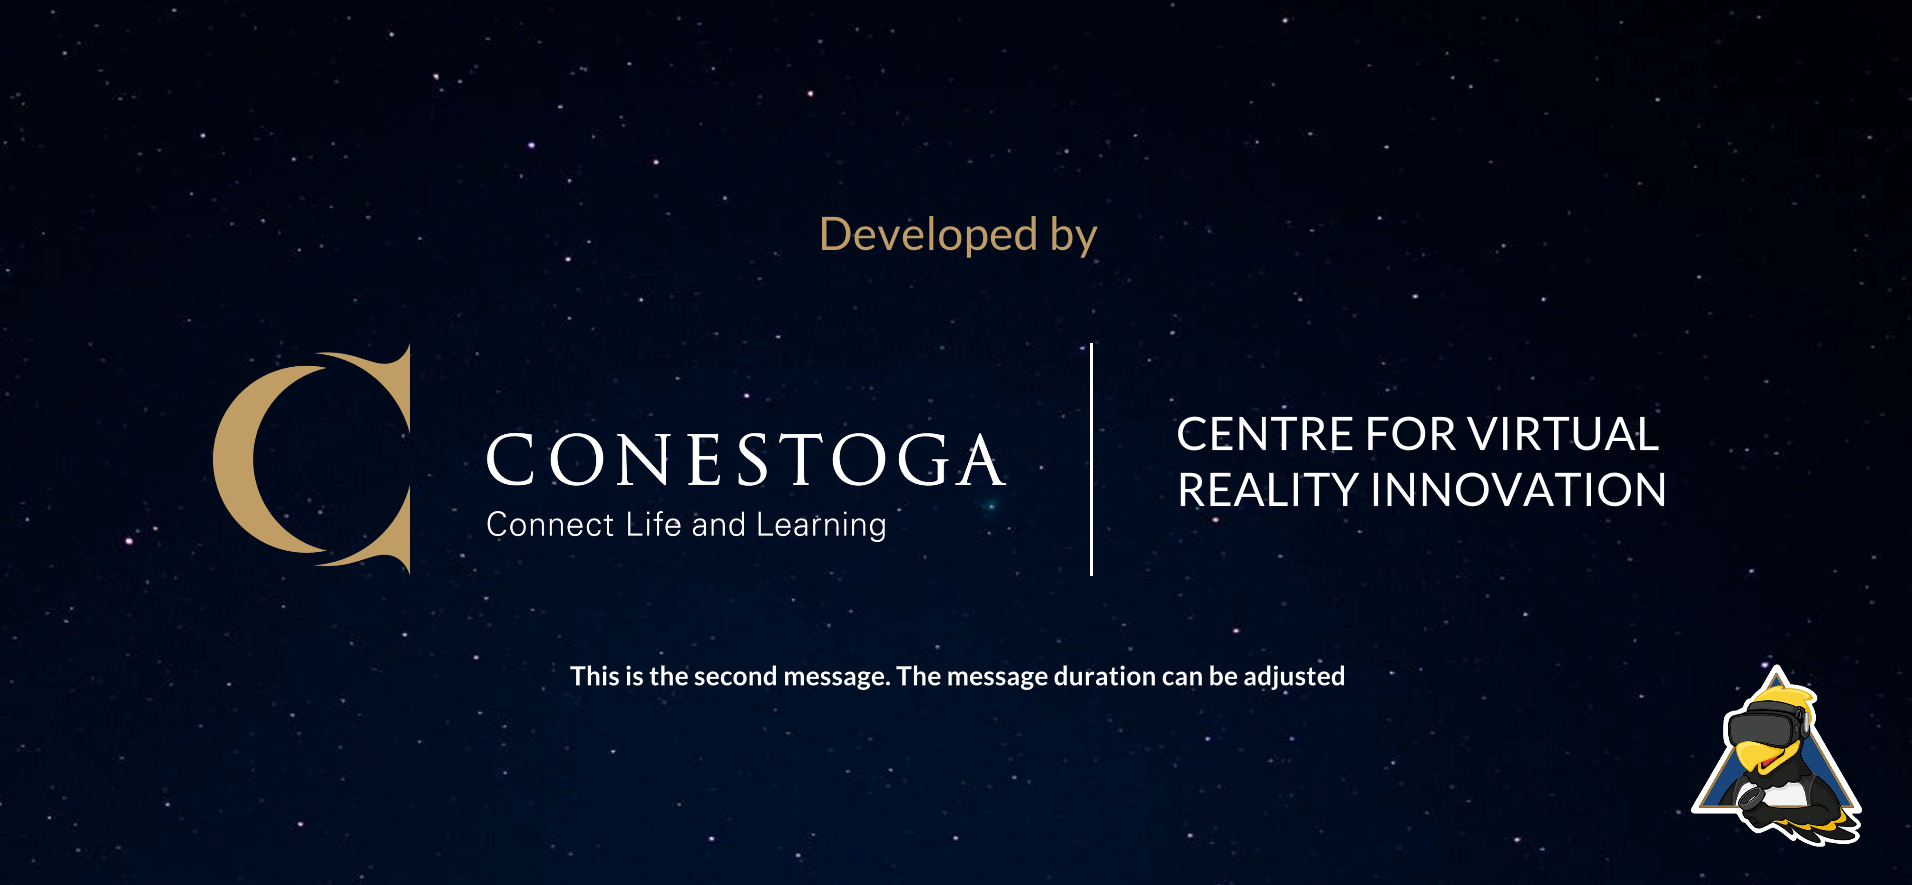 Developed by
CONESTOGA
Connect Life and Learning
CENTRE FOR VIRTUAL
REALITY INNOVATION
This is the second message. The message duration can be adjusted